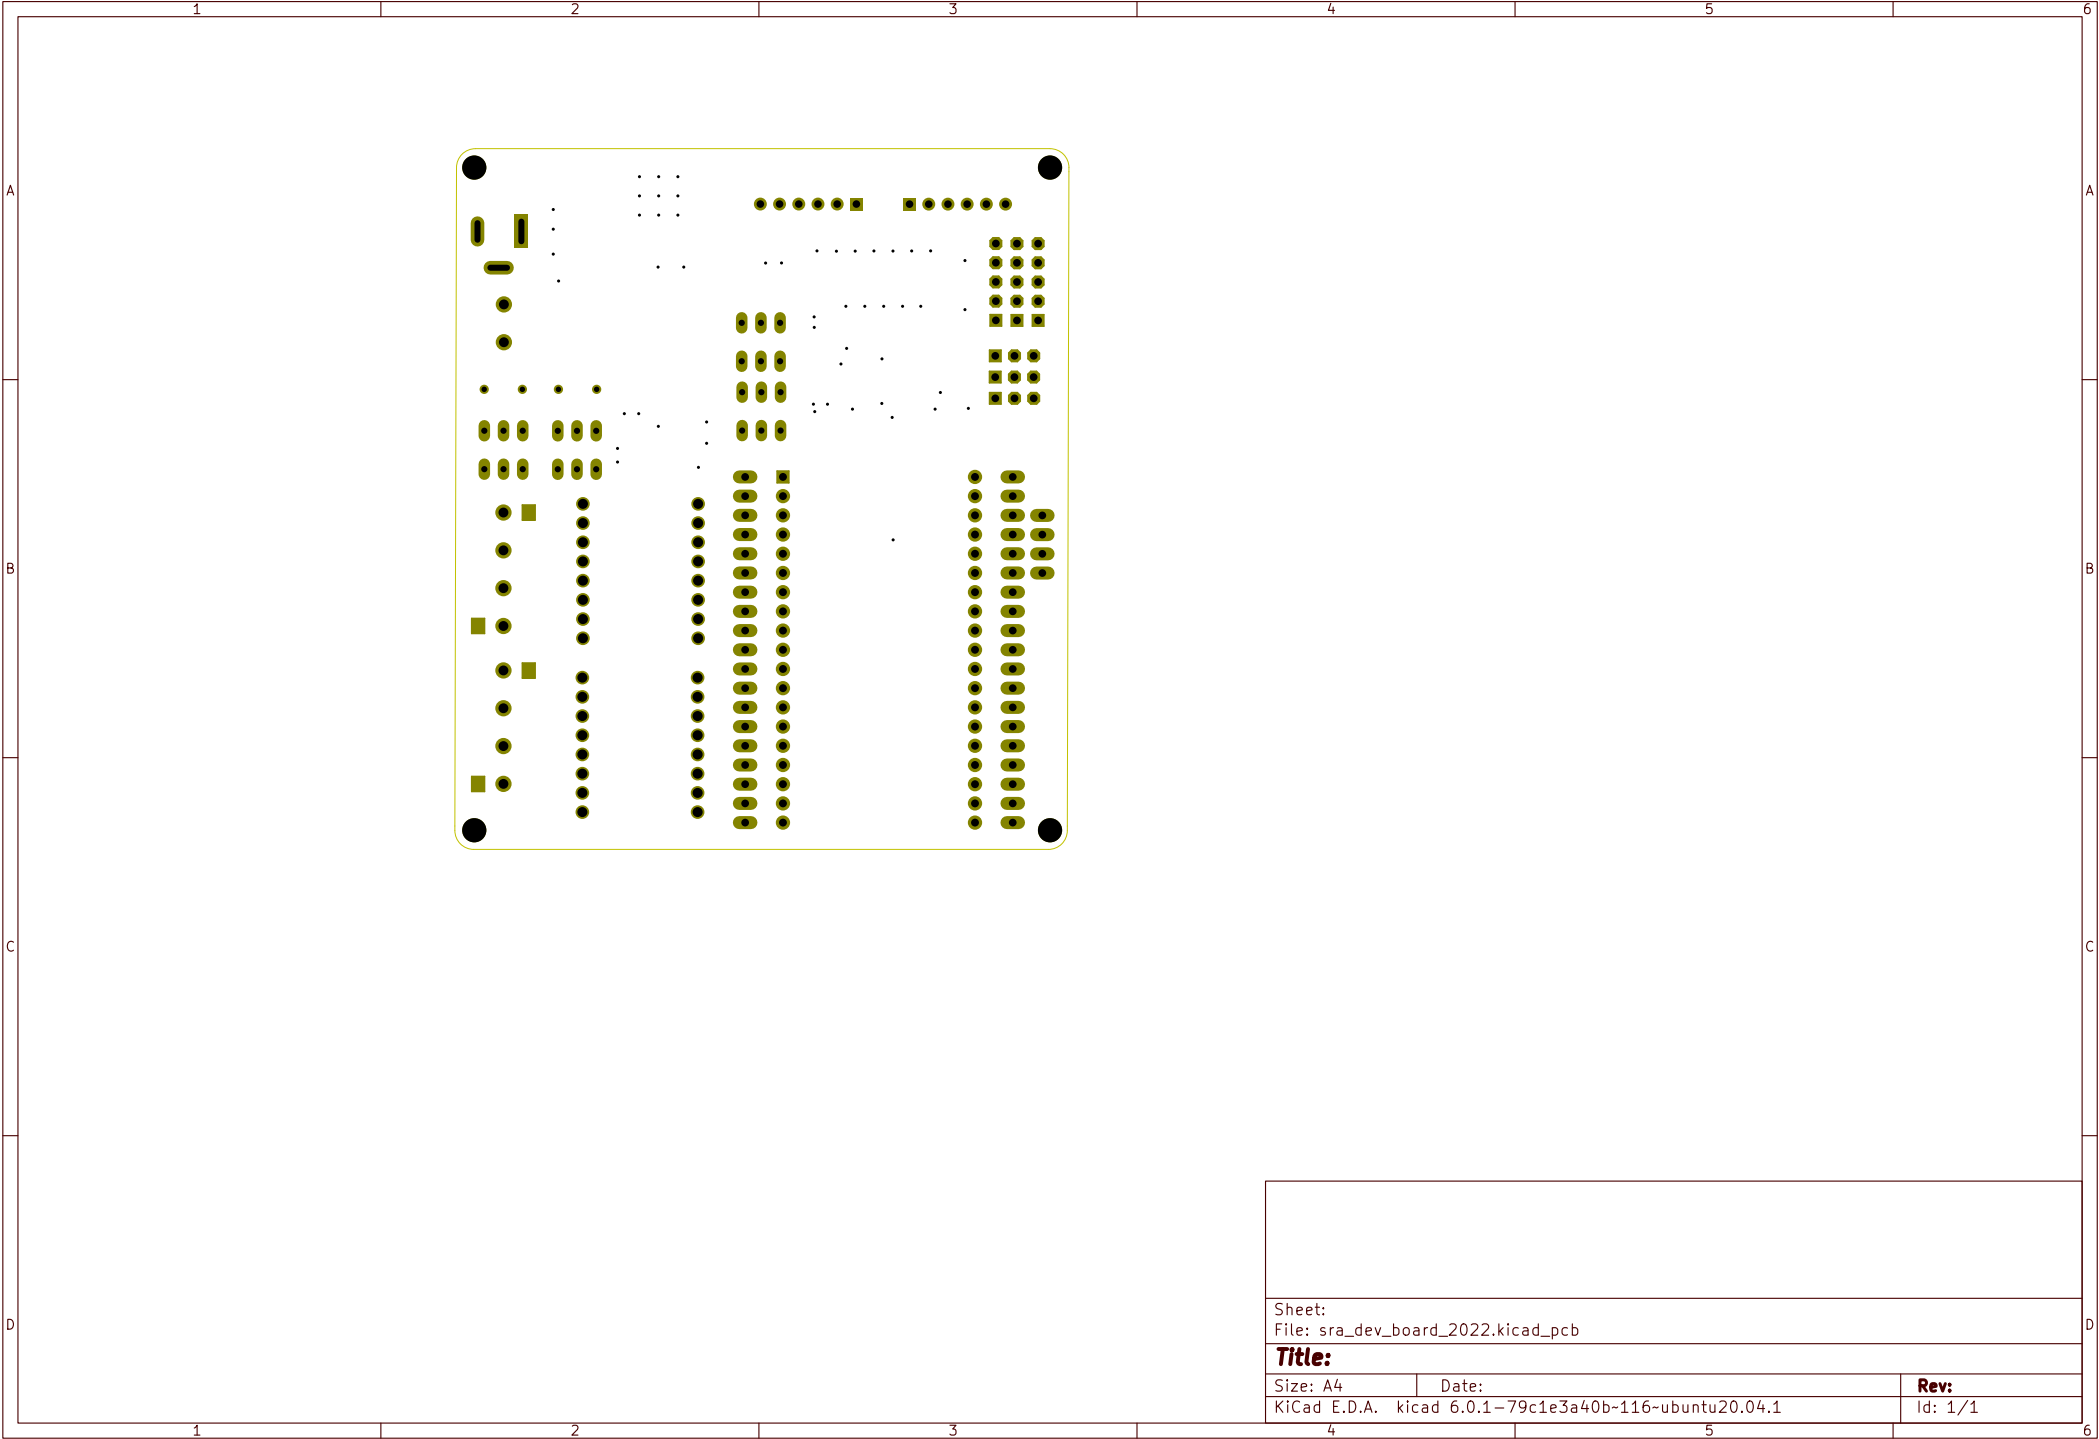 1 2 3 4 5 6
A A
B B
C C
D D
Sheet:
File: sra_dev_board_2022.kicad_pcb
Title:
Size: A4 Date: Rev:
KiCad E.D.A. kicad 6.0.1-79c1e3a40b~116~ubuntu20.04.1 Id: 1/1
1 2 3 4 5 6